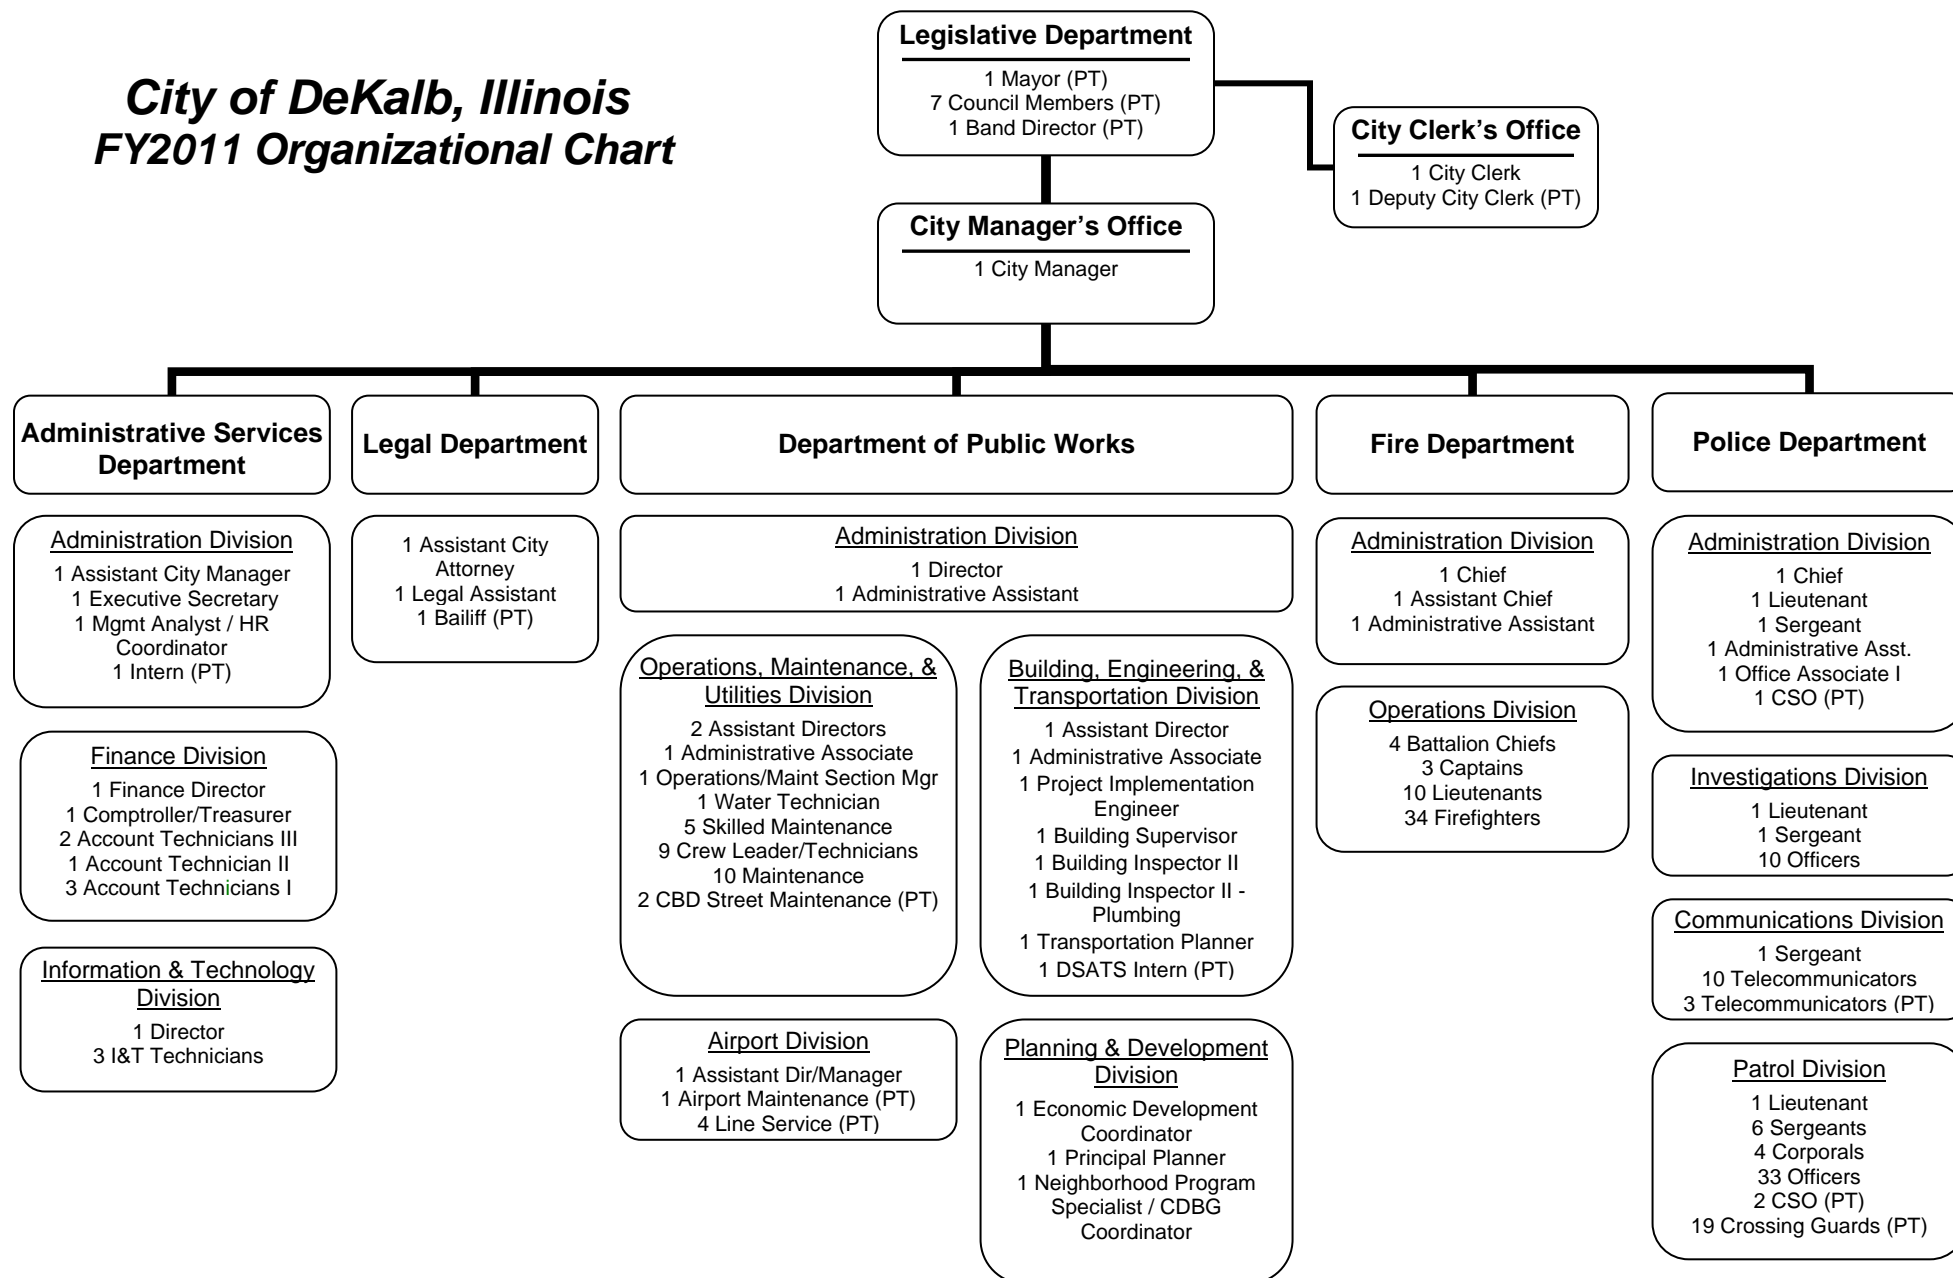 City of DeKalb, Illinois
FY2011 Organizational Chart
Legislative Department
1 Mayor (PT)
7 Council Members (PT)
1 Band Director (PT)
City Clerk's Office
1 City Clerk
1 Deputy City Clerk (PT)
City Manager's Office
1 City Manager
Administrative Services
Department
Administration Division
1 Assistant City Manager
1 Executive Secretary
1 Mgmt Analyst / HR
Coordinator
1 Intern (PT)
Finance Division
1 Finance Director
1 Comptroller/Treasurer
2 Account Technicians III
1 Account Technician II
3 Account Technicians I
Information & Technology
Division
1 Director
3 I&T Technicians
Legal Department
1 Assistant City
Attorney
1 Legal Assistant
1 Bailiff (PT)
Department of Public Works
Administration Division
1 Director
1 Administrative Assistant
Operations, Maintenance, &
Utilities Division
2 Assistant Directors
1 Administrative Associate
1 Operations/Maint Section Mgr
1 Water Technician
5 Skilled Maintenance
9 Crew Leader/Technicians
10 Maintenance
2 CBD Street Maintenance (PT)
Airport Division
1 Assistant Dir/Manager
1 Airport Maintenance (PT)
4 Line Service (PT)
Building, Engineering, &
Transportation Division
1 Assistant Director
1 Administrative Associate
1 Project Implementation
Engineer
1 Building Supervisor
1 Building Inspector II
1 Building Inspector II -
Plumbing
1 Transportation Planner
1 DSATS Intern (PT)
Planning & Development
Division
1 Economic Development
Coordinator
1 Principal Planner
1 Neighborhood Program
Specialist / CDBG
Coordinator
Fire Department
Administration Division
1 Chief
1 Assistant Chief
1 Administrative Assistant
Operations Division
4 Battalion Chiefs
3 Captains
10 Lieutenants
34 Firefighters
Police Department
Administration Division
1 Chief
1 Lieutenant
1 Sergeant
1 Administrative Asst.
1 Office Associate I
1 CSO (PT)
Investigations Division
1 Lieutenant
1 Sergeant
10 Officers
Communications Division
1 Sergeant
10 Telecommunicators
3 Telecommunicators (PT)
Patrol Division
1 Lieutenant
6 Sergeants
4 Corporals
33 Officers
2 CSO (PT)
19 Crossing Guards (PT)